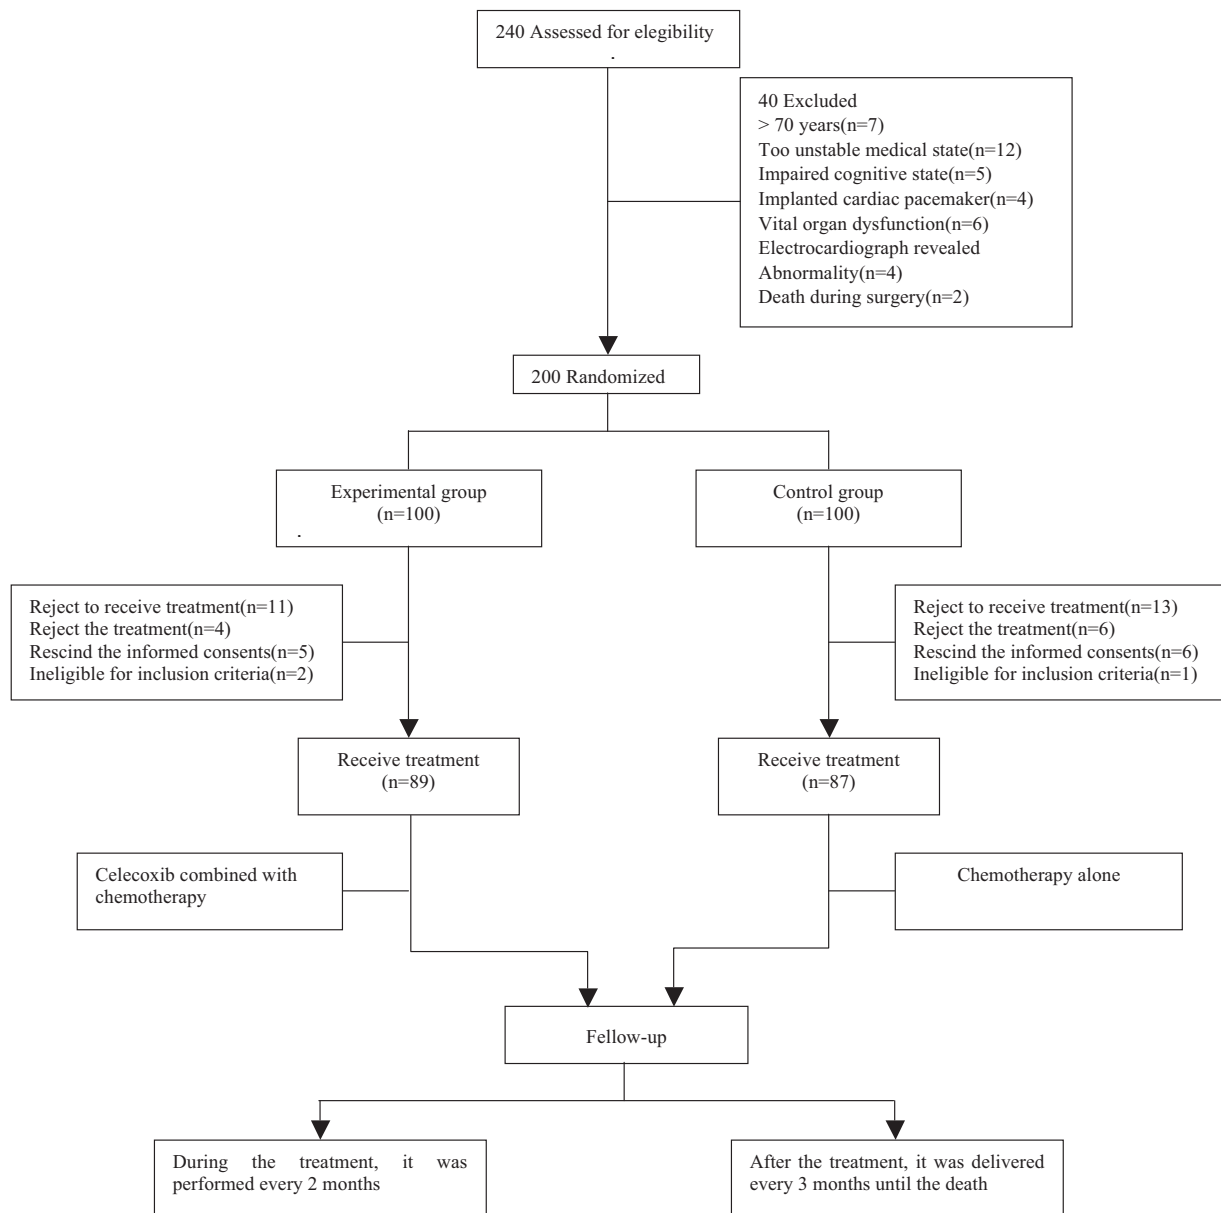 240 Assessed for elegibility
.
40 Excluded
> 70 years(n=7)
Too unstable medical state(n=12)
Impaired cognitive state(n=5)
Implanted cardiac pacemaker(n=4)
Vital organ dysfunction(n=6)
Electrocardiograph revealed
Abnormality(n=4)
Death during surgery(n=2)
200 Randomized
Experimental group
(n=100)
.
Control group
(n=100)
Reject to receive treatment(n=11)
Reject the treatment(n=4)
Rescind the informed consents(n=5)
Ineligible for inclusion criteria(n=2)
Reject to receive treatment(n=13)
Reject the treatment(n=6)
Rescind the informed consents(n=6)
Ineligible for inclusion criteria(n=1)
Receive treatment
(n=89)
Receive treatment
(n=87)
Celecoxib combined with
chemotherapy
Chemotherapy alone
Fellow-up
During the treatment, it was
performed every 2 months
After the treatment, it was delivered
every 3 months until the death